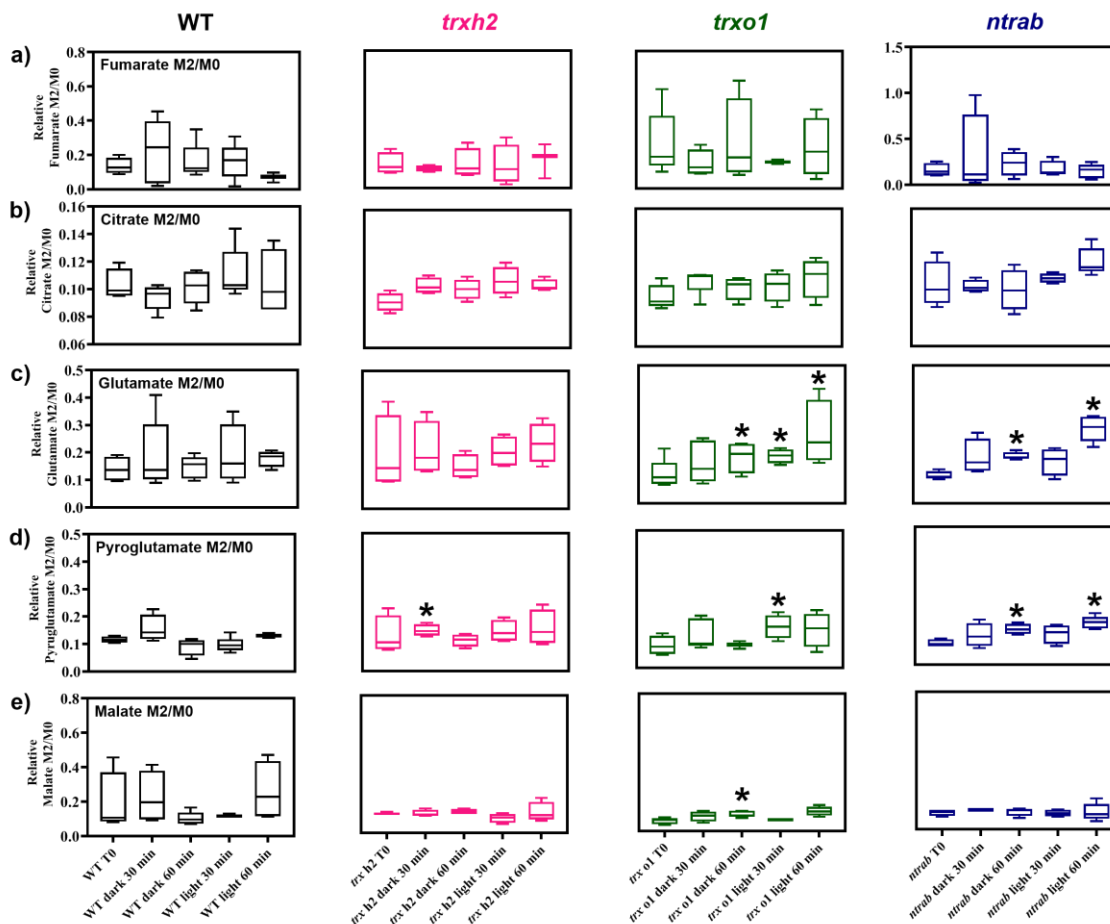 WT
trxh2
trxo1
ntrab
a)
Relative
Fumarate M2/M0
0.8
0.6
0.4
0.2
0.0
Fumarate M2/M0
1.5
1.0
0.5
0.0
b)
Relative
Citrate M2/M0
0.16
0.14
0.12
0.10
0.08
0.06
Citrate M2/M0
c)
Relative
Glutamate M2/M0
0.5
0.4
0.3
0.2
0.1
0.0
Glutamate M2/M0
*
*
*
*
*
d)
Relative
Pyruglutamate M2/M0
0.5
0.4
0.3
0.2
0.1
0.0
Pyroglutamate M2/M0
*
*
*
*
e)
Relative
Malate M2/M0
0.8
0.6
0.4
0.2
0.0
Malate M2/M0
*
WT T0
WT dark 30 min
WT dark 60 min
WT light 30 min
WT light 60 min
trx h2 T0
trx h2 dark 30 min
trx h2 dark 60 min
trx h2 light 30 min
trx h2 light 60 min
trx o1 T0
trx o1 dark 30 min
trx o1 dark 60 min
trx o1 light 30 min
trx o1 light 60 min
ntrab T0
ntrab dark 30 min
ntrab dark 60 min
ntrab light 30 min
ntrab light 60 min